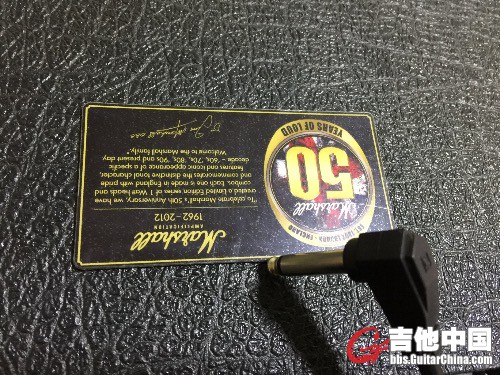 Marshall
AMPLIFICATION
1962-2012
"To celebrate Marshall's 50th Anniversary, we have
created a Limited Edition series of 1 Watt heads and
combos. Each one is made in England with pride
and commemorates the distinctive tonal character,
features and iconic appearance of a specific
decade - '60s, '70s, '80s, '90s and present day.
Welcome to the Marshall family."
Marshall
50
YEARS OF LOUD
EST. 1962
ENGLAND
吉他中国
bbs.GuitarChina.com